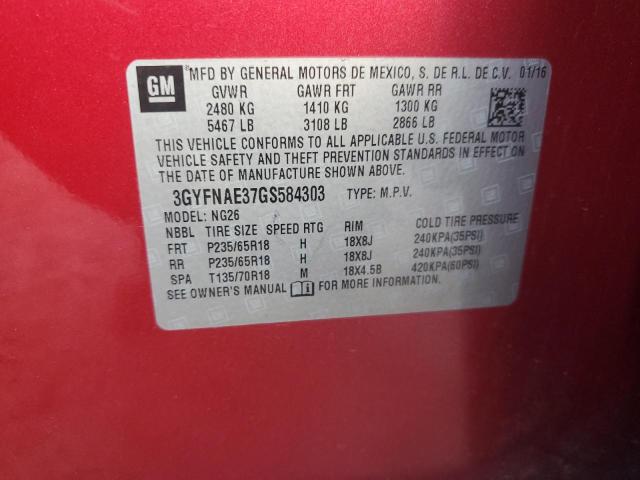 GM
MFD BY GENERAL MOTORS DE MEXICO, S. DE R.L. DE C.V. 01/16
GVWR GAWR FRT GAWR RR
2480 KG 1410 KG 1300 KG
5467 LB 3108 LB 2866 LB
THIS VEHICLE CONFORMS TO ALL APPLICABLE U.S. FEDERAL MOTOR
VEHICLE SAFETY AND THEFT PREVENTION STANDARDS IN EFFECT ON
THE DATE OF MANUFACTURE SHOWN ABOVE.
3GYFNAE37GS584303 TYPE: M.P.V.
MODEL: NG26
NBBL TIRE SIZE SPEED RTG RIM COLD TIRE PRESSURE
FRT P235/65R18 H 18X8J 240KPA(35PSI)
RR P235/65R18 H 18X8J 240KPA(35PSI)
SPA T135/70R18 M 18X4.5B 420KPA(60PSI)
SEE OWNER'S MANUAL FOR MORE INFORMATION.